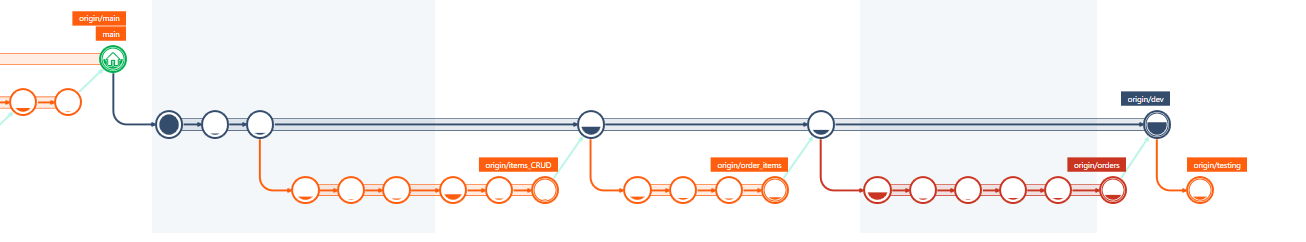 origin/main
main
origin/dev
origin/items_CRUD
origin/order_items
origin/orders
origin/testing